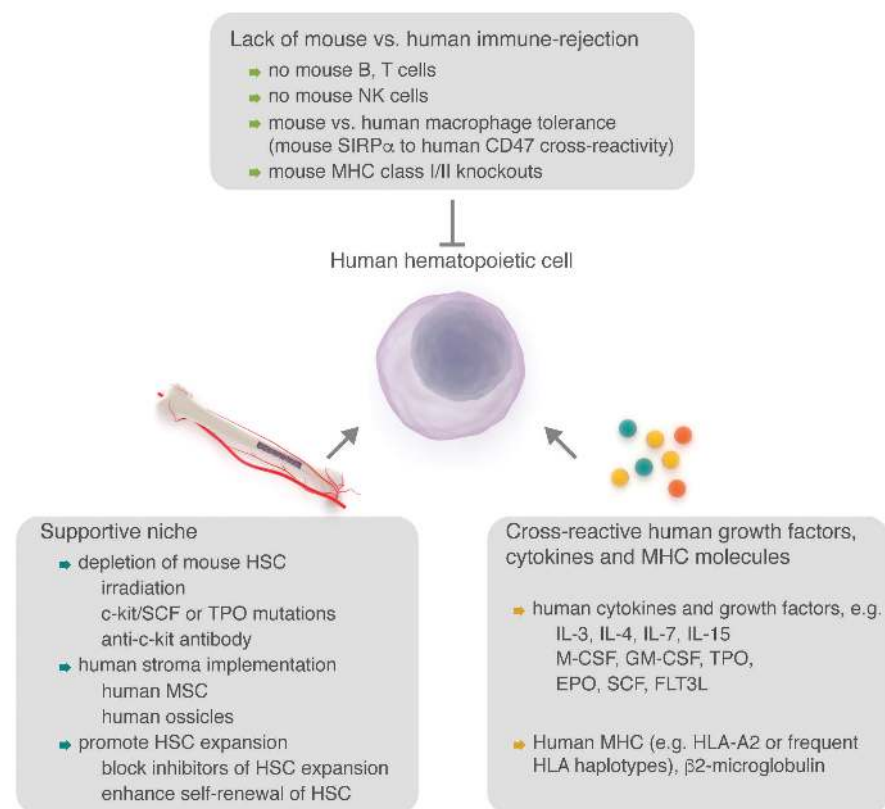 Lack of mouse vs. human immune-rejection
no mouse B, T cells
no mouse NK cells
mouse vs. human macrophage tolerance
(mouse SIRPα to human CD47 cross-reactivity)
mouse MHC class I/II knockouts
Human hematopoietic cell
Supportive niche
depletion of mouse HSC
irradiation
c-kit/SCF or TPO mutations
anti-c-kit antibody
human stroma implementation
human MSC
human ossicles
promote HSC expansion
block inhibitors of HSC expansion
enhance self-renewal of HSC
Cross-reactive human growth factors,
cytokines and MHC molecules
human cytokines and growth factors, e.g.
IL-3, IL-4, IL-7, IL-15
M-CSF, GM-CSF, TPO,
EPO, SCF, FLT3L
Human MHC (e.g. HLA-A2 or frequent
HLA haplotypes), β2-microglobulin